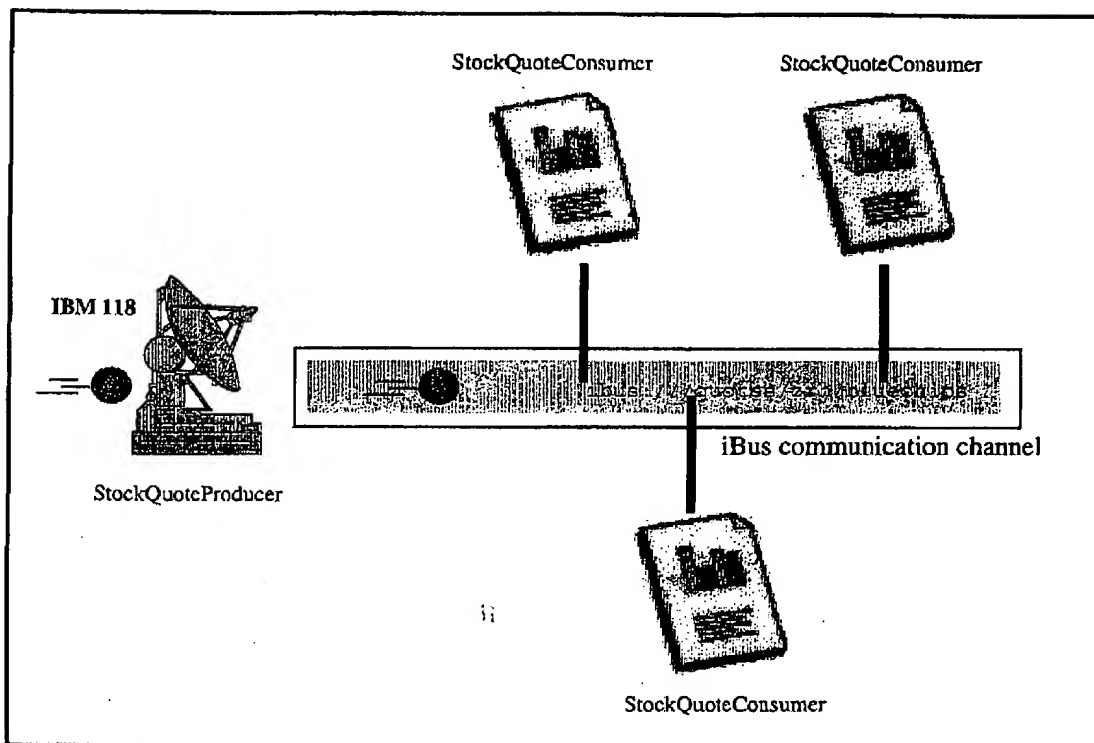 StockQuoteConsumer
StockQuoteConsumer
IBM 118
iBus communication channel
StockQuoteProducer
StockQuoteConsumer